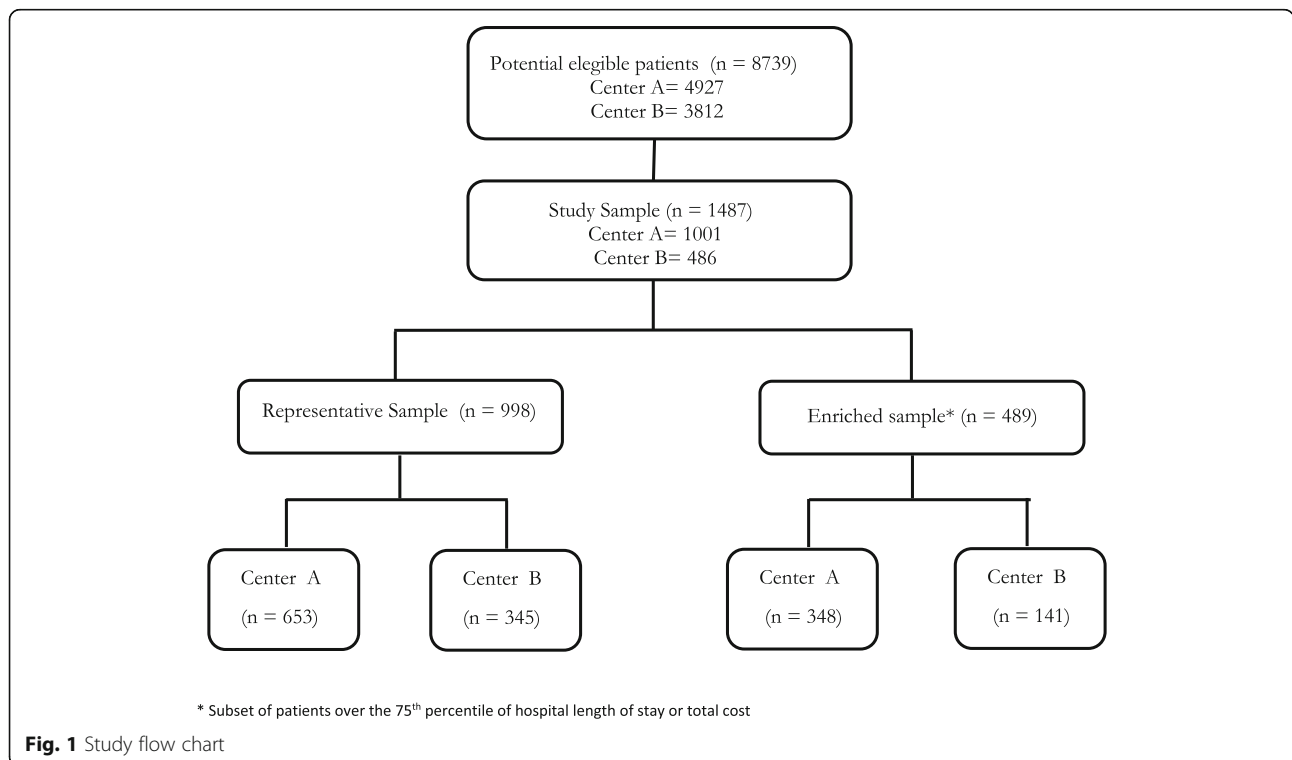 Potential elegible patients (n = 8739)
Center A= 4927
Center B= 3812
Study Sample (n = 1487)
Center A= 1001
Center B= 486
Representative Sample (n = 998)
Enriched sample* (n = 489)
Center A
(n = 653)
Center B
(n = 345)
Center A
(n = 348)
Center B
(n = 141)
* Subset of patients over the 75th percentile of hospital length of stay or total cost
Fig. 1 Study flow chart